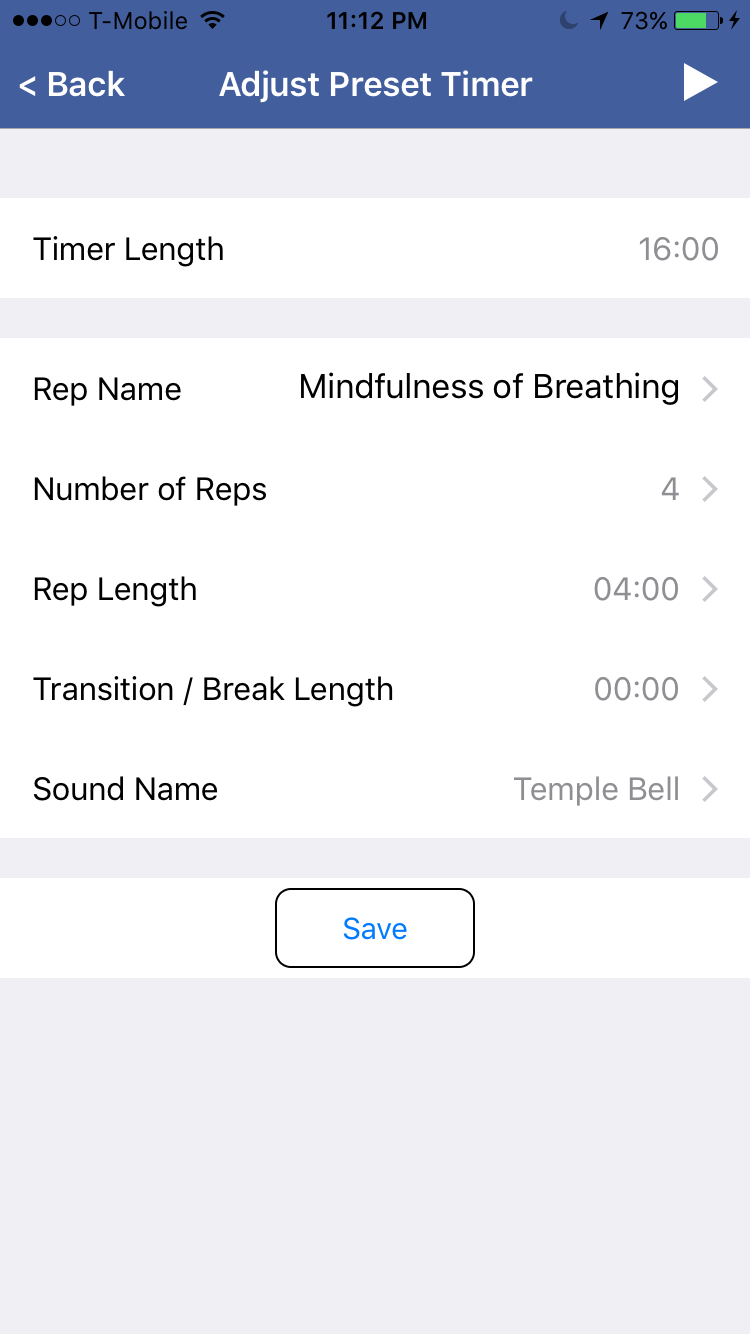 T-Mobile 11:12 PM 73%
< Back Adjust Preset Timer
Timer Length 16:00
Rep Name Mindfulness of Breathing
Number of Reps 4
Rep Length 04:00
Transition / Break Length 00:00
Sound Name Temple Bell
Save